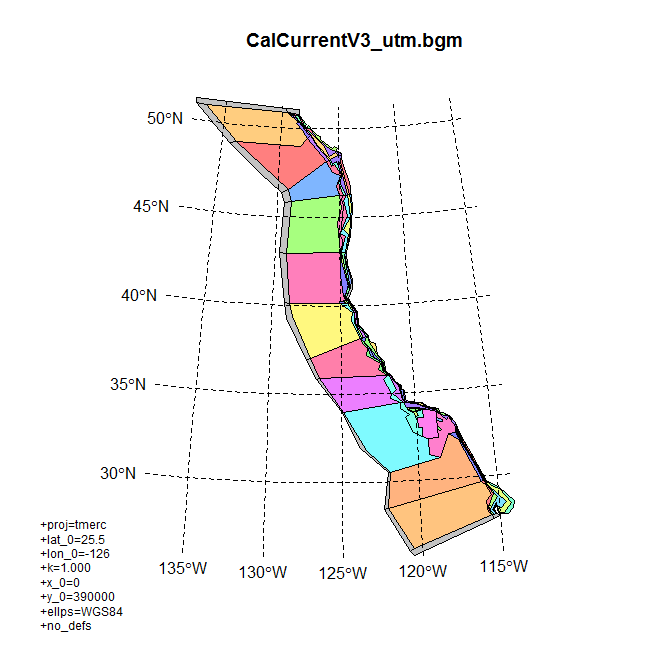 CalCurrentV3_utm.bgm
50°N
45°N
40°N
35°N
30°N
+proj=tmerc
+lat_0=25.5
+lon_0=-126
+k=1.000
+x_0=0
+y_0=390000
+ellps=WGS84
+no_defs
135°W 130°W 125°W 120°W 115°W